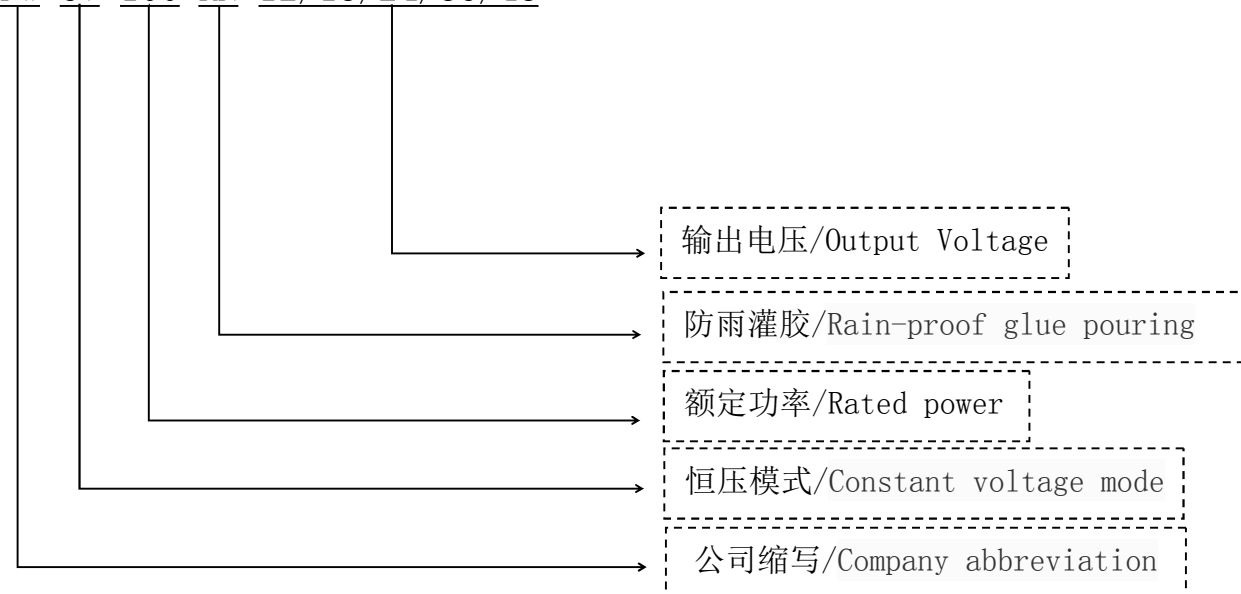 输出电压/Output Voltage
防雨灌胶/Rain-proof glue pouring
额定功率/Rated power
恒压模式/Constant voltage mode
公司缩写/Company abbreviation